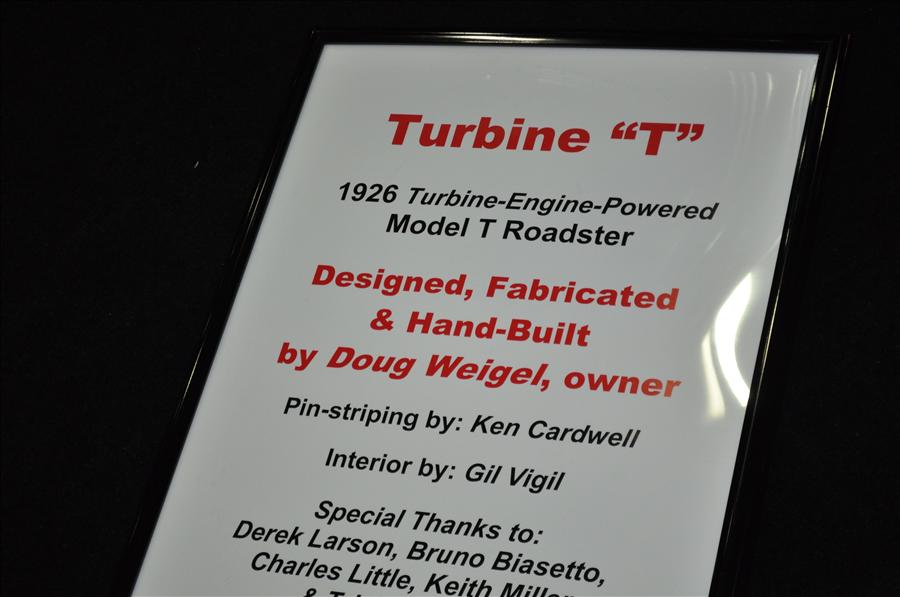 Turbine “T”
1926 Turbine-Engine-Powered
Model T Roadster
Designed, Fabricated
& Hand-Built
by Doug Weigel, owner
Pin-striping by: Ken Cardwell
Interior by: Gil Vigil
Special Thanks to:
Derek Larson, Bruno Biasetto,
Charles Little, Keith
&